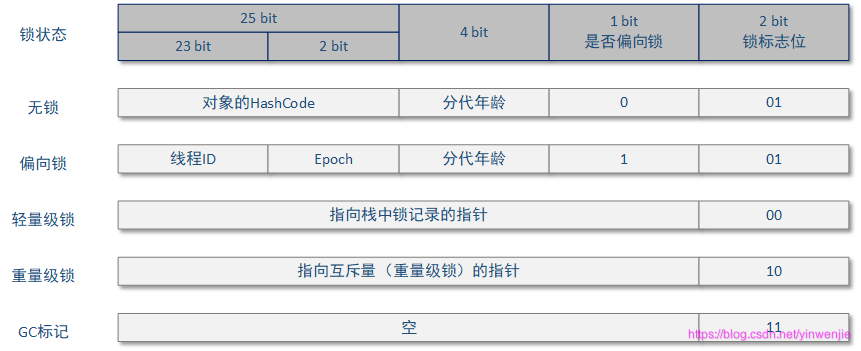 锁状态
25 bit
4 bit
1 bit
是否偏向锁
2 bit
锁标志位
23 bit
2 bit
无锁
对象的HashCode
分代年龄
0
01
偏向锁
线程ID
Epoch
分代年龄
1
01
轻量级锁
指向栈中锁记录的指针
00
重量级锁
指向互斥量（重量级锁）的指针
10
GC标记
空
11
https://blog.csdn.net/yinwenjie